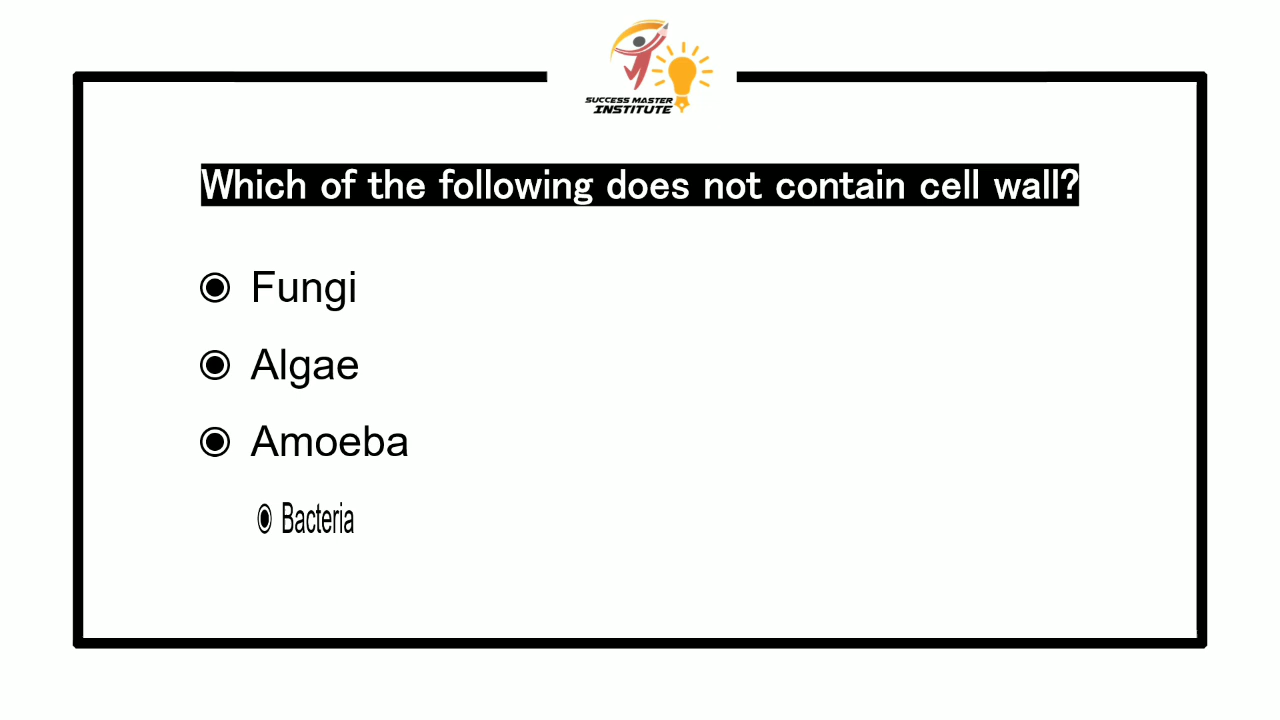 SUCCESS MASTER
INSTITUTE
Which of the following does not contain cell wall?
Fungi
Algae
Amoeba
Bacteria